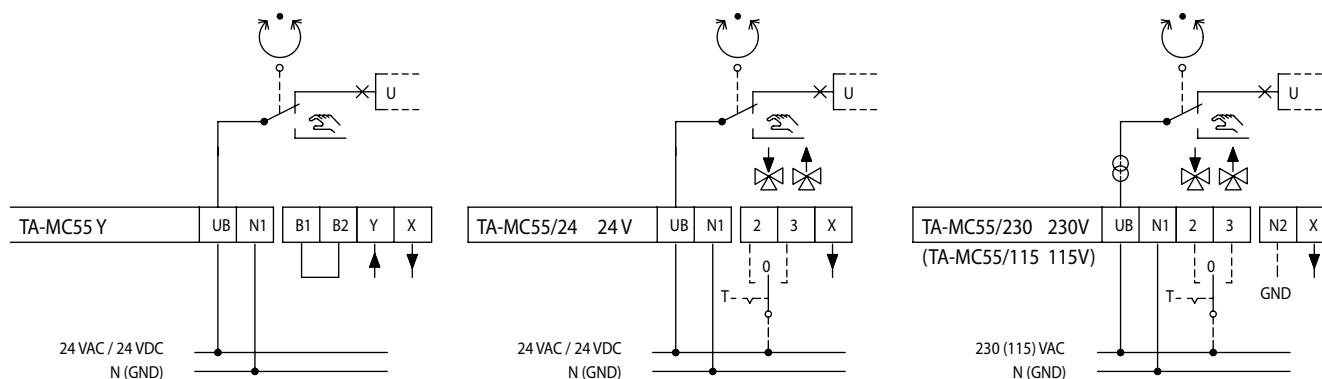 U
TA-MC55 Y UB N1 B1 B2 Y X
24 VAC / 24 VDC
N (GND)
U
TA-MC55/24 24 V UB N1 2 3 X
0
T
24 VAC / 24 VDC
N (GND)
U
TA-MC55/230 230V UB N1 2 3 N2 X
(TA-MC55/115 115V)
0
T
GND
230 (115) VAC
N (GND)